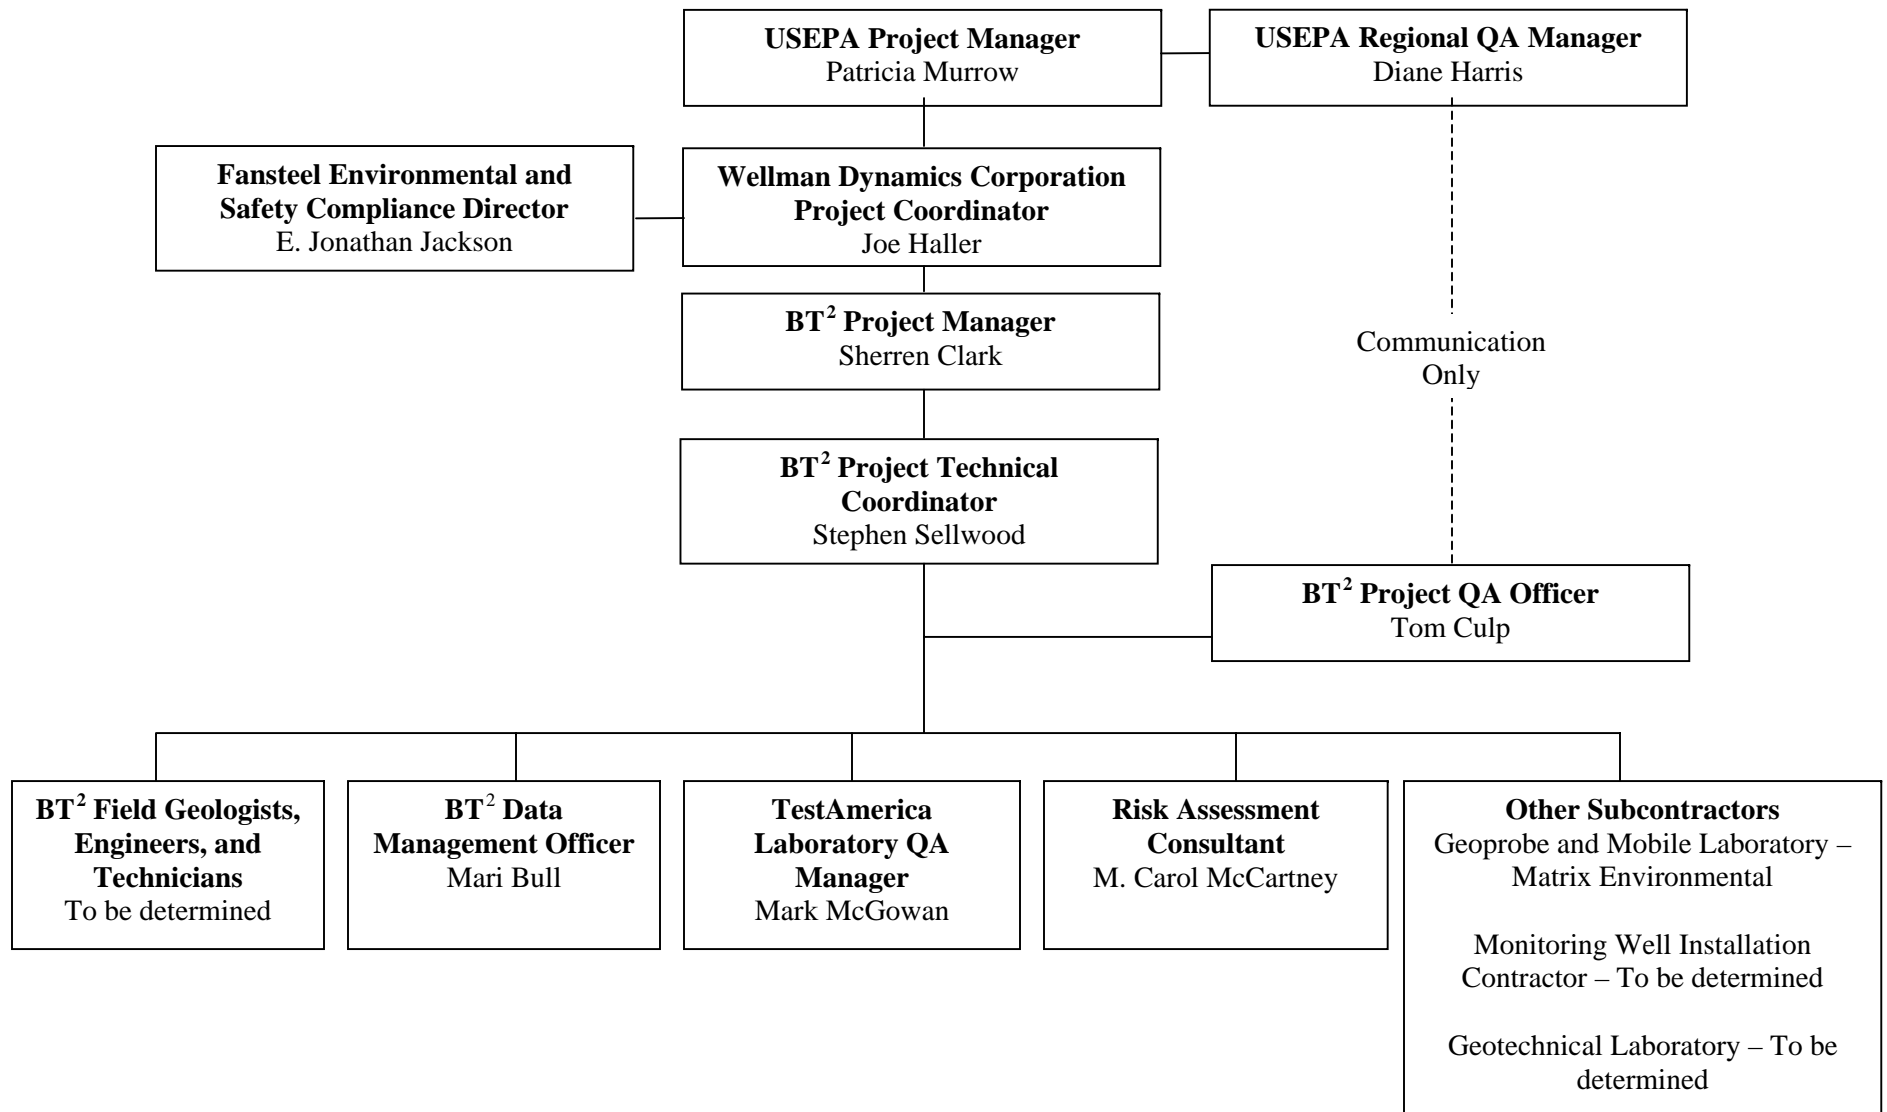 USEPA Project Manager
Patricia Murrow
USEPA Regional QA Manager
Diane Harris
Fansteel Environmental and
Safety Compliance Director
E. Jonathan Jackson
Wellman Dynamics Corporation
Project Coordinator
Joe Haller
BT² Project Manager
Sherren Clark
Communication
Only
BT² Project Technical
Coordinator
Stephen Sellwood
BT² Project QA Officer
Tom Culp
BT² Field Geologists,
Engineers, and
Technicians
To be determined
BT² Data
Management Officer
Mari Bull
TestAmerica
Laboratory QA
Manager
Mark McGowan
Risk Assessment
Consultant
M. Carol McCartney
Other Subcontractors
Geoprobe and Mobile Laboratory –
Matrix Environmental
Monitoring Well Installation
Contractor – To be determined
Geotechnical Laboratory – To be
determined